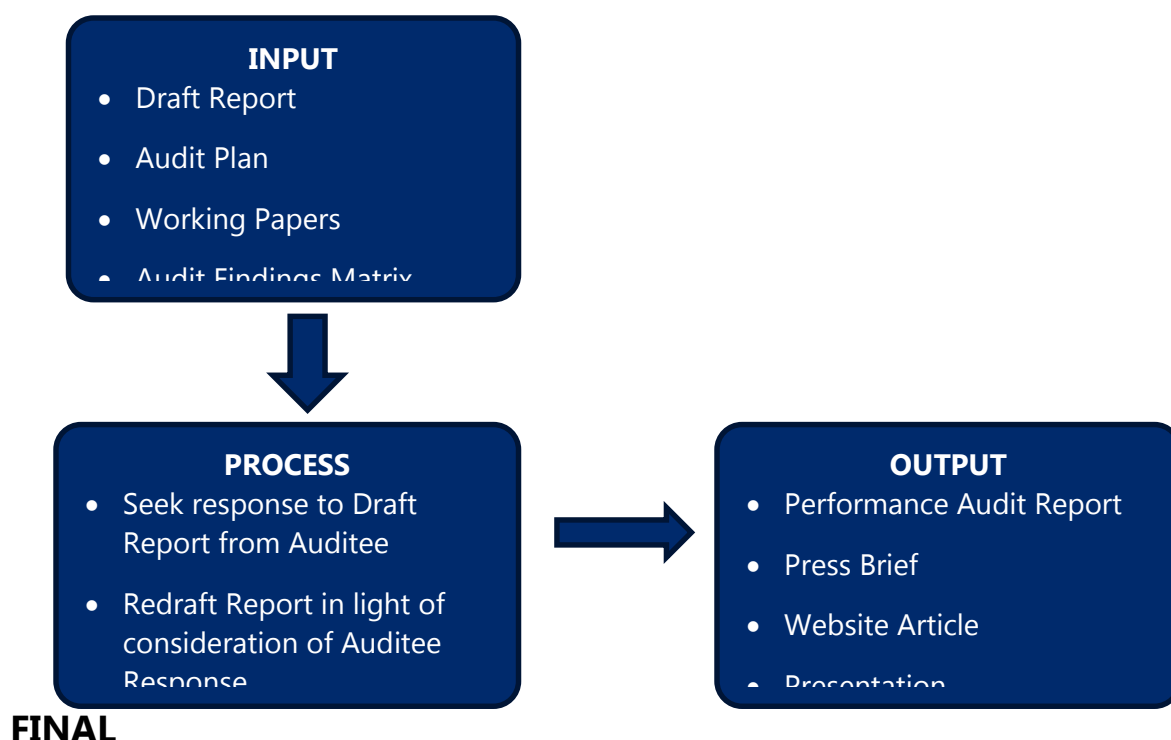 INPUT
• Draft Report
• Audit Plan
• Working Papers
• Audit Findings Matrix
PROCESS
• Seek response to Draft
Report from Auditee
• Redraft Report in light of
consideration of Auditee
Response
OUTPUT
• Performance Audit Report
• Press Brief
• Website Article
• Presentation
FINAL